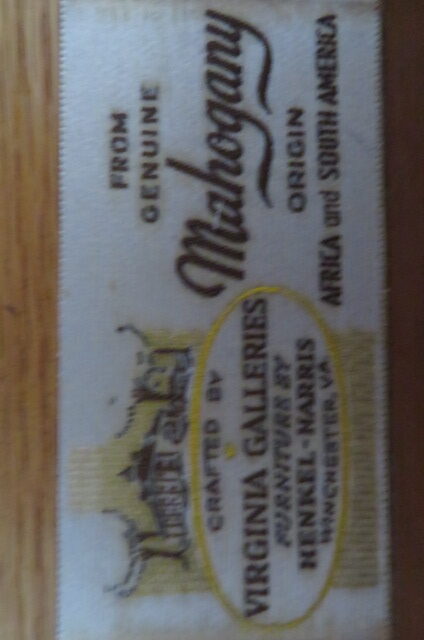 CRAFTED BY
VIRGINIA GALLERIES
FURNITURE BY
HENKEL-HARRIS
WINCHESTER, VA.
FROM
GENUINE
Mahogany
ORIGIN
AFRICA and SOUTH AMERICA